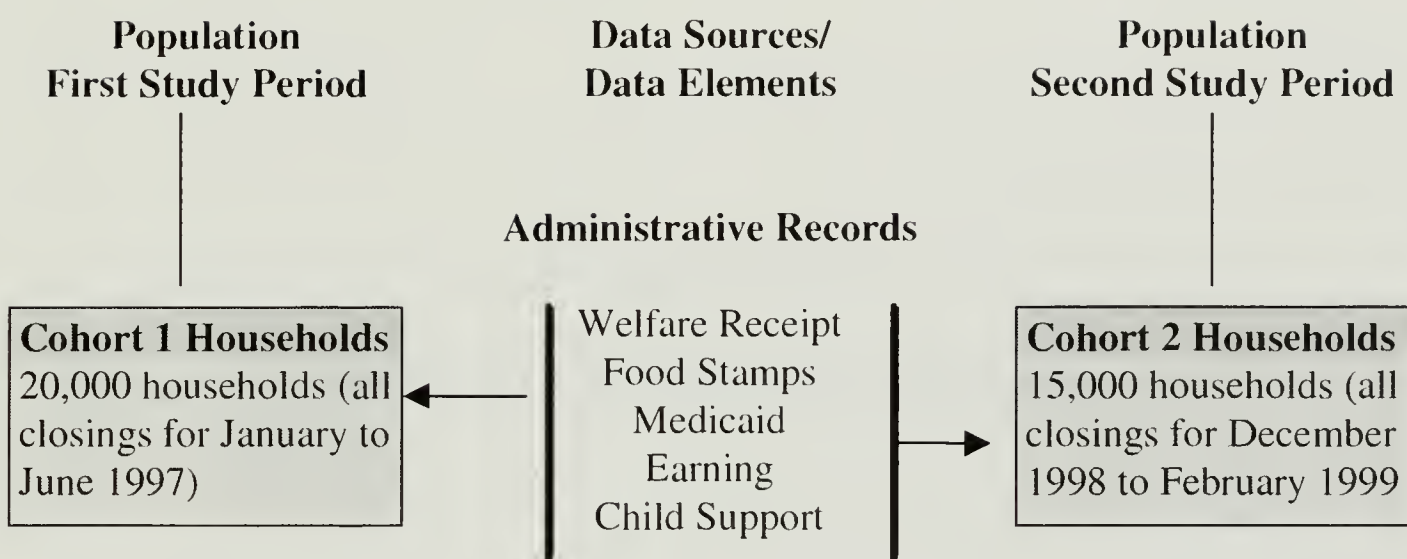 Population
First Study Period
Data Sources/
Data Elements
Population
Second Study Period
Administrative Records
Cohort 1 Households
20,000 households (all
closings for January to
June 1997)
Welfare Receipt
Food Stamps
Medicaid
Earning
Child Support
Cohort 2 Households
15,000 households (all
closings for December
1998 to February 1999